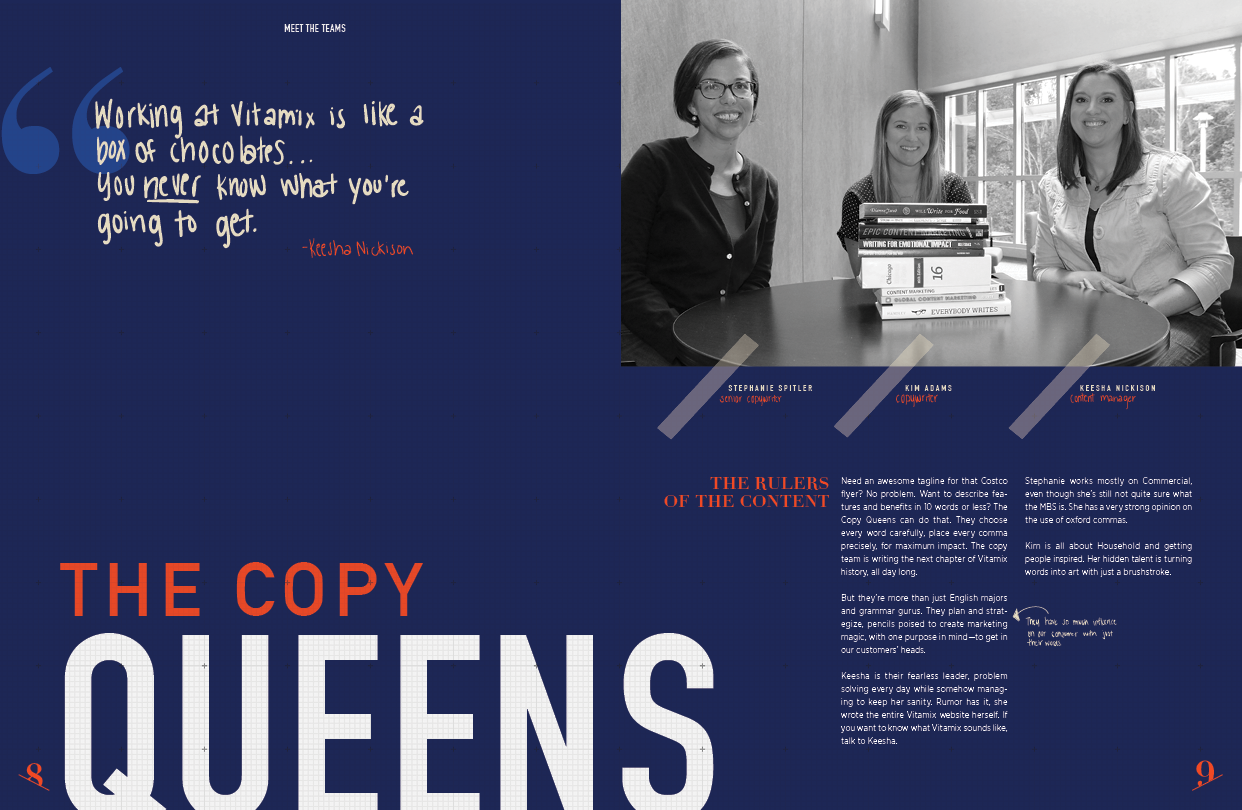 MEET THE TEAMS
Working at Vitamix is like a
box of chocolates...
You never know what you're
going to get.
-Keesha Nickison
THE COPY
QUEENS
8
WILL Write FOR Food
EPIC CONTENT MARKETING
WRITING FOR EMOTIONAL IMPACT
Chicago
16
CONTENT MARKETING
GLOBAL CONTENT MARKETING
EVERYBODY WRITES
STEPHANIE SPITLER
senior copywriter
KIM ADAMS
copywriter
KEESHA NICKISON
content manager
THE RULERS
OF THE CONTENT
Need an awesome tagline for that Costco
flyer? No problem. Want to describe fea-
tures and benefits in 10 words or less? The
Copy Queens can do that. They choose
every word carefully, place every comma
precisely, for maximum impact. The copy
team is writing the next chapter of Vitamix
history, all day long.
But they're more than just English majors
and grammar gurus. They plan and strat-
egize, pencils poised to create marketing
magic, with one purpose in mind—to get in
our customers' heads.
Keesha is their fearless leader, problem
solving every day while somehow manag-
ing to keep her sanity. Rumor has it, she
wrote the entire Vitamix website herself. If
you want to know what Vitamix sounds like,
talk to Keesha.
Stephanie works mostly on Commercial,
even though she's still not quite sure what
the MBS is. She has a very strong opinion on
the use of oxford commas.
Kim is all about Household and getting
people inspired. Her hidden talent is turning
words into art with just a brushstroke.
They have so much influence
on our consumer with just
their words
9